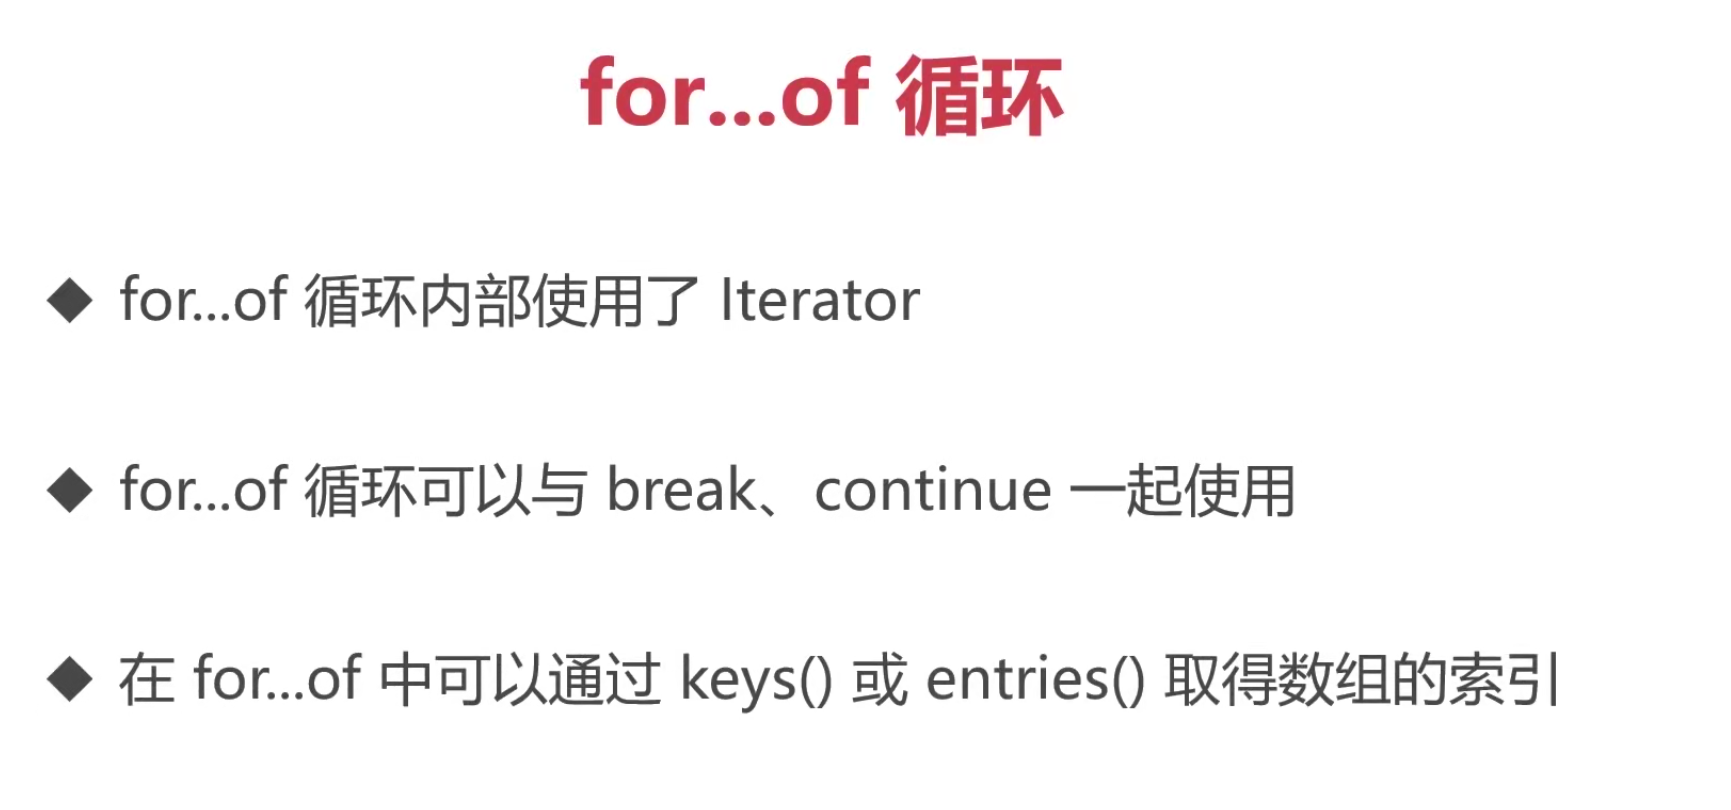 for...of 循环
◆ for...of 循环内部使用了 Iterator
◆ for...of 循环可以与 break、continue 一起使用
◆ 在 for...of 中可以通过 keys() 或 entries() 取得数组的索引